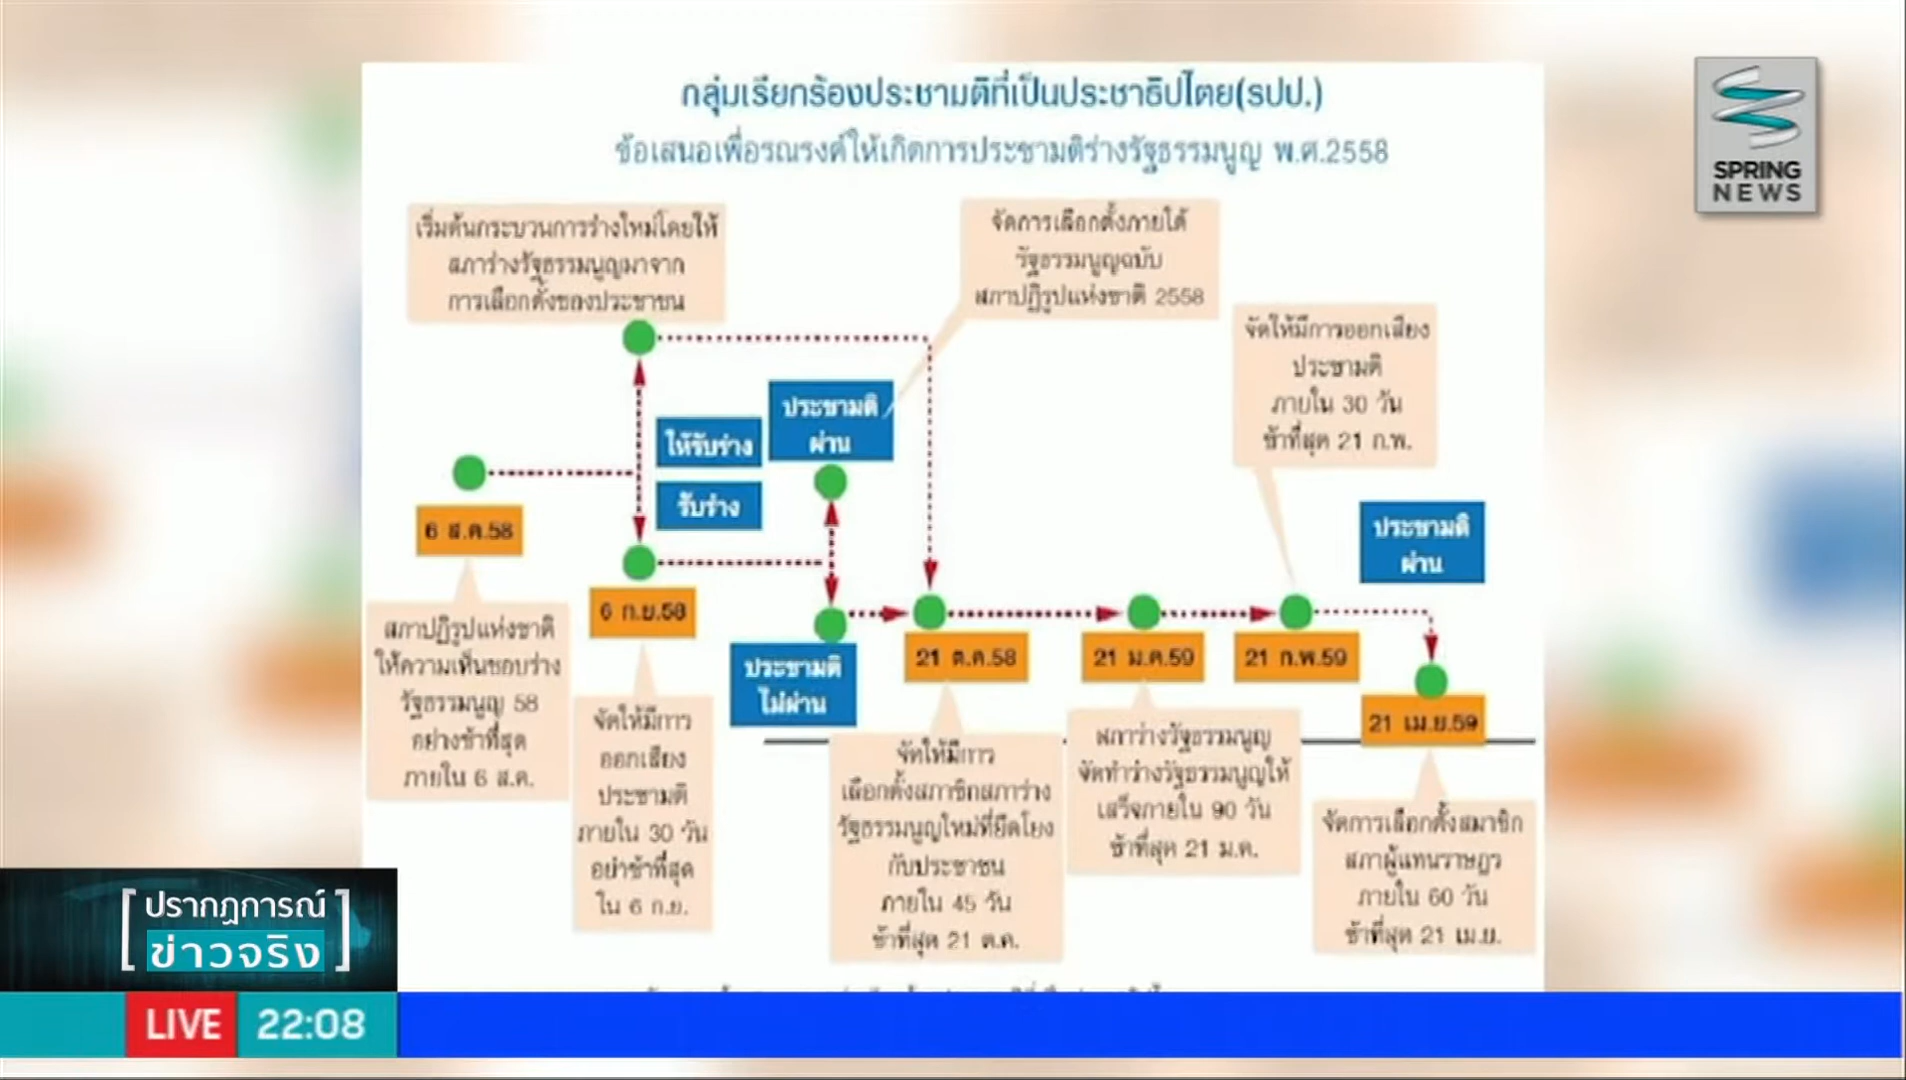 กลุ่มเรียกร้องประชามติที่เป็นประชาธิปไตย(รปป.)
ข้อเสนอเพื่อรณรงค์ให้เกิดการประชามติร่างรัฐธรรมนูญ พ.ศ.2558
SPRING
NEWS
เริ่มต้นกระบวนการร่างใหม่โดยให้
สภาร่างรัฐธรรมนูญมาจาก
การเลือกตั้งของประชาชน
จัดการเลือกตั้งภายใต้
รัฐธรรมนูญฉบับ
สภาปฏิรูปแห่งชาติ 2558
จัดให้มีการออกเสียง
ประชามติ
ภายใน 30 วัน
ช้าที่สุด 21 ก.พ.
ประชามติ
ผ่าน
ให้รับร่าง
รับร่าง
6 ส.ค.58
สภาปฏิรูปแห่งชาติ
ให้ความเห็นชอบร่าง
รัฐธรรมนูญ 58
อย่างช้าที่สุด
ภายใน 6 ส.ค.
6 ก.ย.58
จัดให้มีการ
ออกเสียง
ประชามติ
ภายใน 30 วัน
อย่าช้าที่สุด
ใน 6 ก.ย.
ประชามติ
ไม่ผ่าน
21 ต.ค.58
จัดให้มีการ
เลือกตั้งสภาชิกสภาร่าง
รัฐธรรมนูญใหม่ที่ยึดโยง
กับประชาชน
ภายใน 45 วัน
ช้าที่สุด 21 ต.ค.
21 ม.ค.59
สภาร่างรัฐธรรมนูญ
จัดทำร่างรัฐธรรมนูญให้
เสร็จภายใน 90 วัน
ช้าที่สุด 21 ม.ค.
21 ก.พ.59
ประชามติ
ผ่าน
21 เม.ย.59
จัดการเลือกตั้งสมาชิก
สภาผู้แทนราษฎร
ภายใน 60 วัน
ช้าที่สุด 21 เม.ย.
ปรากฏการณ์
ข่าวจริง
LIVE 22:08